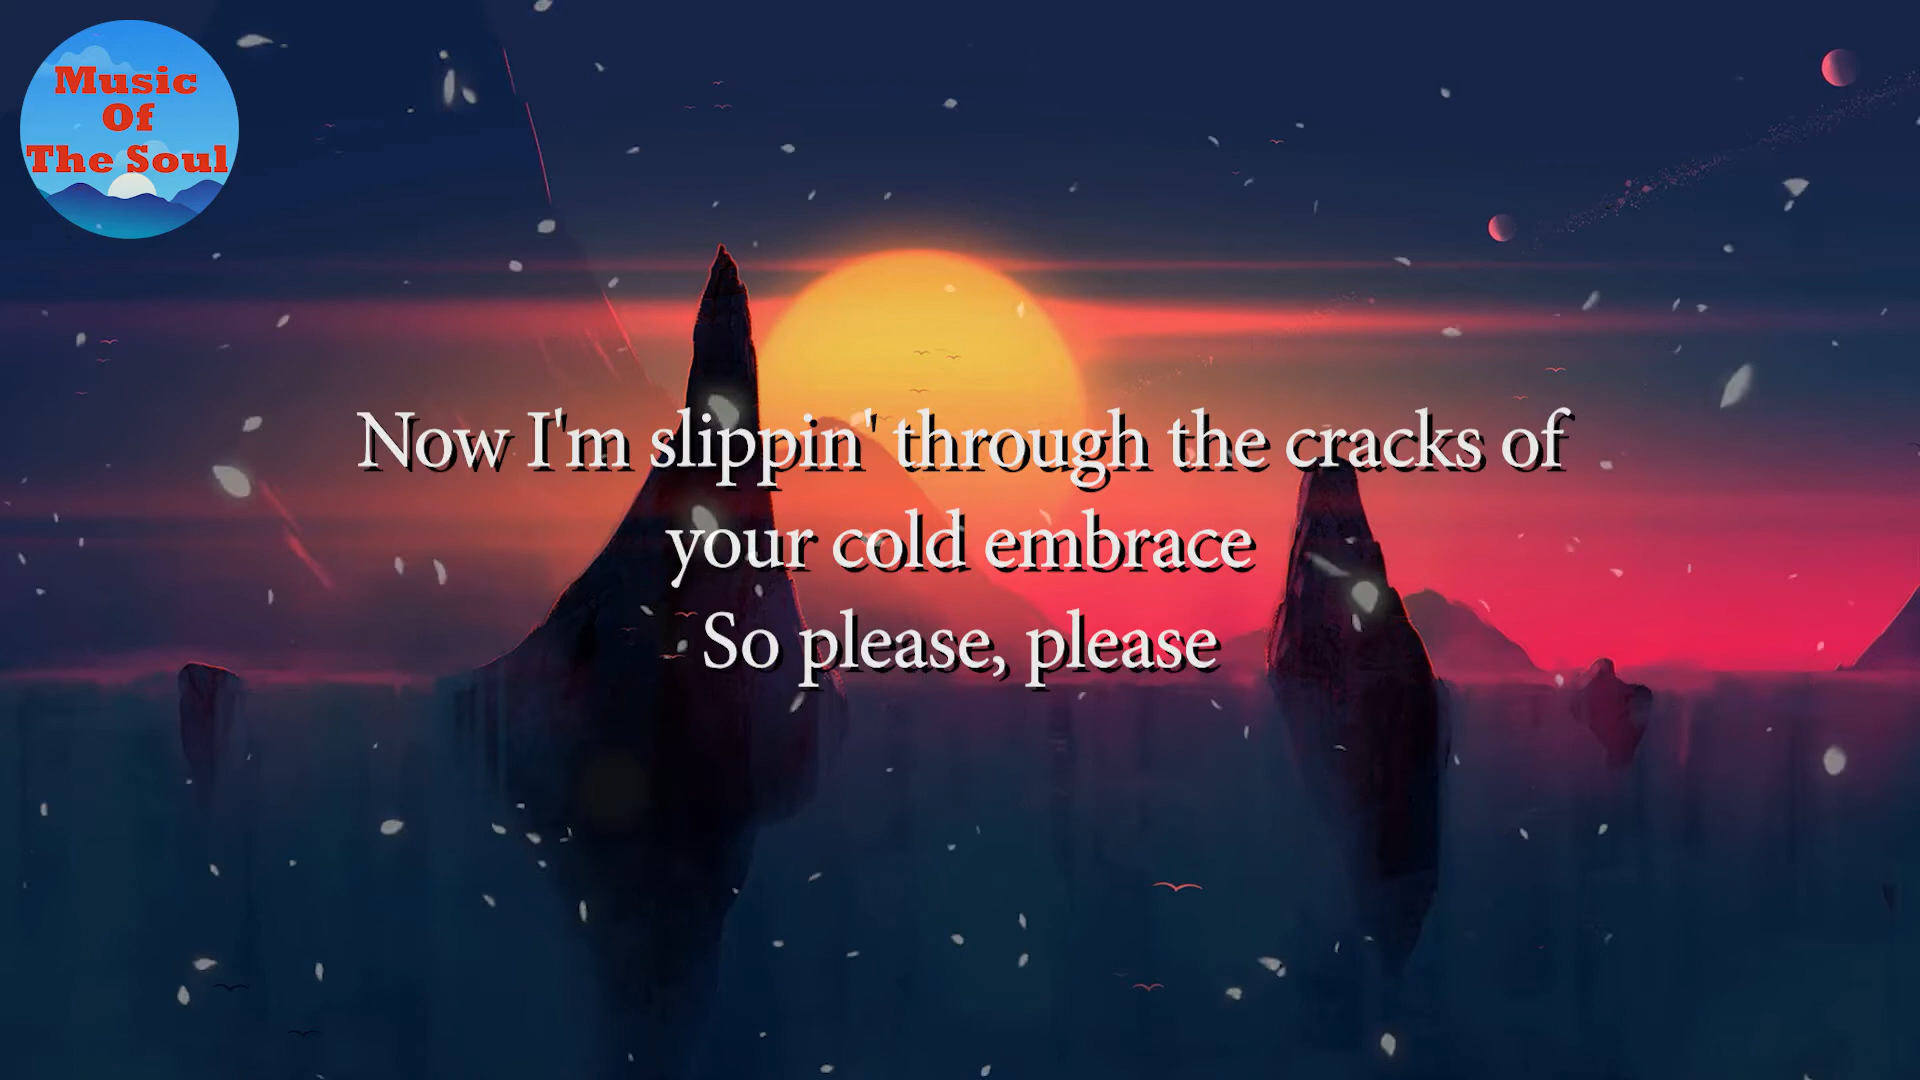 Music
Of
The Soul
Now I'm slippin' through the cracks of
your cold embrace
So please, please